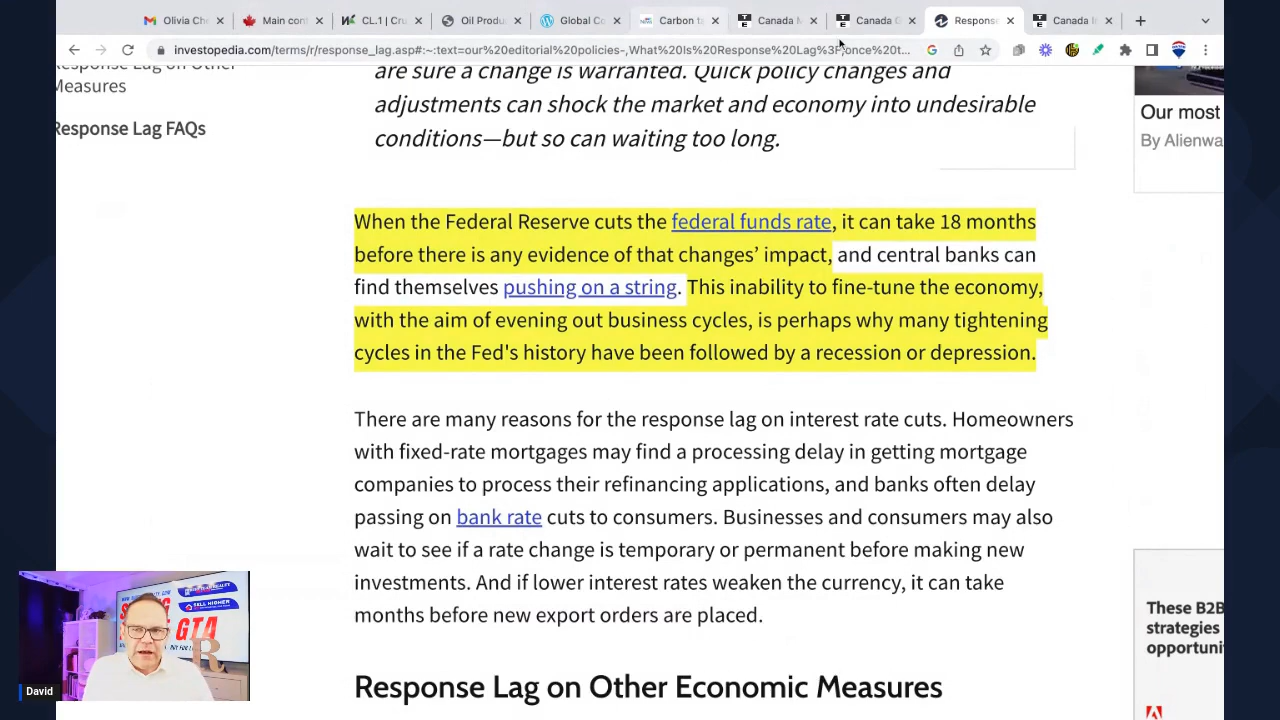 Olivia Che
Main cont
CL.1 | Cru
Oil Produ
Global Co
Carbon ta
Canada M
Canada G
Response
Canada In
investopedia.com/terms/r/response_lag.asp#:~:text=our%20editorial%20policies-,What%20Is%20Response%20Lag%3F,once%20t...
Response Lag on Other
Measures
Response Lag FAQs
are sure a change is warranted. Quick policy changes and
adjustments can shock the market and economy into undesirable
conditions—but so can waiting too long.
Our most
By Alienwa
When the Federal Reserve cuts the federal funds rate, it can take 18 months
before there is any evidence of that changes’ impact, and central banks can
find themselves pushing on a string. This inability to fine-tune the economy,
with the aim of evening out business cycles, is perhaps why many tightening
cycles in the Fed's history have been followed by a recession or depression.
There are many reasons for the response lag on interest rate cuts. Homeowners
with fixed-rate mortgages may find a processing delay in getting mortgage
companies to process their refinancing applications, and banks often delay
passing on bank rate cuts to consumers. Businesses and consumers may also
wait to see if a rate change is temporary or permanent before making new
investments. And if lower interest rates weaken the currency, it can take
months before new export orders are placed.
Response Lag on Other Economic Measures
These B2B
strategies
opportuni
SELL HIGHER
GTA
R
David